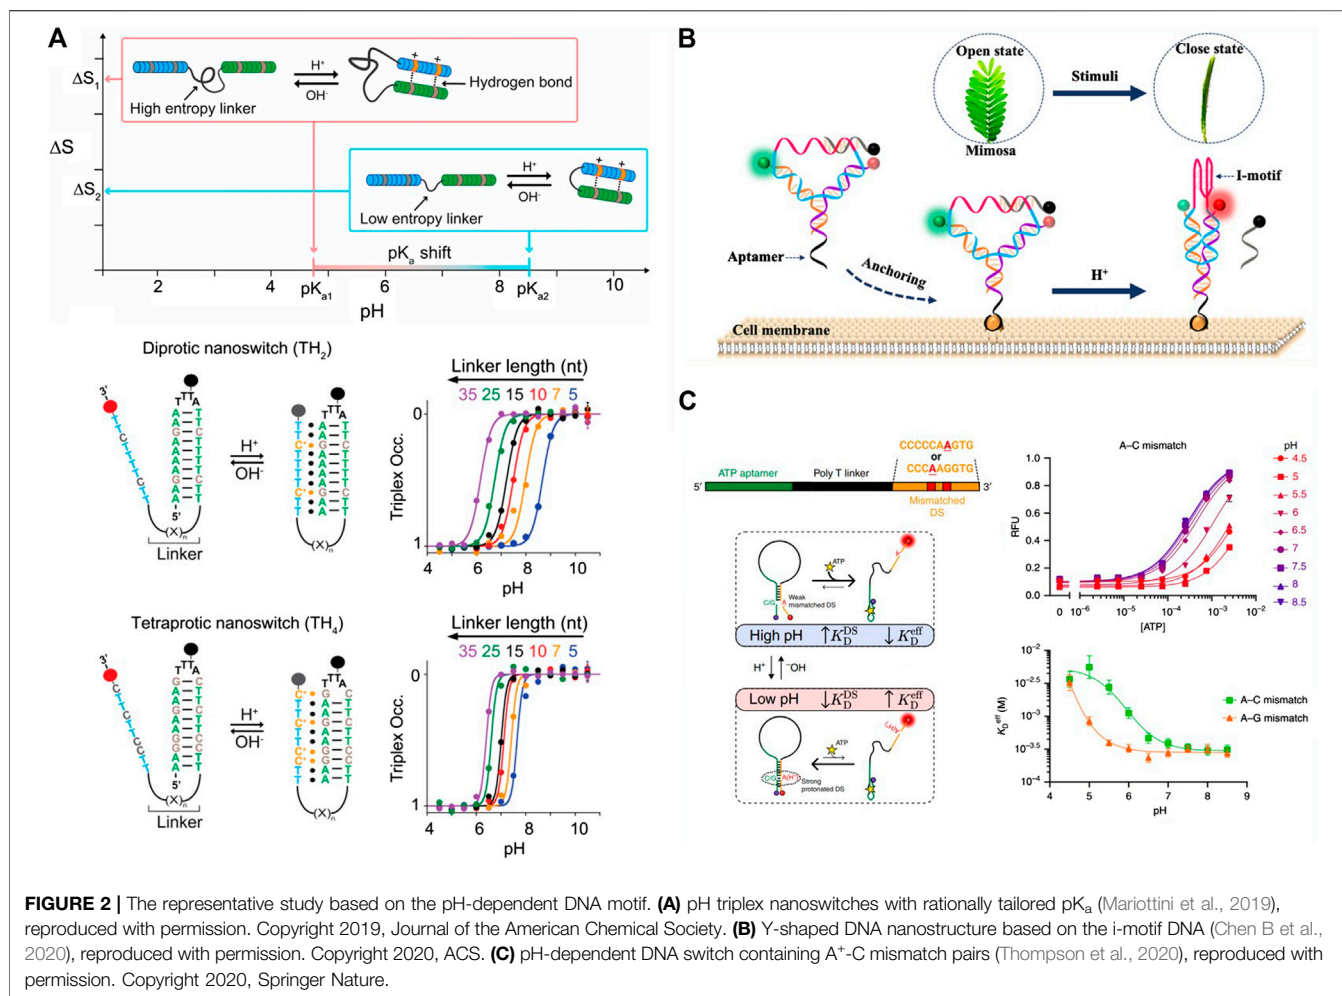 A
ΔS
ΔS1
ΔS2
High entropy linker
H+
OH-
Hydrogen bond
Low entropy linker
H+
OH-
pKa shift
2 4 6 8 10
pKa1 pKa2
pH
Diprotic nanoswitch (TH2)
3'
H+
OH-
5'
(X)n
Linker
(X)n
Linker length (nt)
35 25 15 10 7 5
Triplex Occ.
0
1
4 6 8 10
pH
Tetraprotic nanoswitch (TH4)
3'
H+
OH-
5'
(X)n
Linker
(X)n
Linker length (nt)
35 25 15 10 7 5
Triplex Occ.
0
1
4 6 8 10
pH
B
Open state
Stimuli
Close state
Mimosa
I-motif
Aptamer
Anchoring
H+
Cell membrane
C
CCCCCAAGTG
or
CCCAAGGTG
ATP aptamer
Poly T linker
5'
3'
Mismatched
DS
ATP
C/G
A
Weak
mismatched DS
High pH ↑KDDS ↓KDeff
H+ -OH
Low pH ↓KDDS ↑KDeff
ATP
C/G
A(H+)
Strong
protonated DS
A–C mismatch
RFU
1.0
0.8
0.6
0.4
0.2
0.0
0 10-6 10-5 10-4 10-3 10-2
[ATP]
pH
4.5
5
5.5
6
6.5
7
7.5
8
8.5
KDeff (M)
10-2
10-2.5
10-3
10-3.5
10-4
A–C mismatch
A–G mismatch
4 5 6 7 8 9
pH
FIGURE 2 | The representative study based on the pH-dependent DNA motif. (A) pH triplex nanoswitches with rationally tailored pKa (Mariottini et al., 2019),
reproduced with permission. Copyright 2019, Journal of the American Chemical Society. (B) Y-shaped DNA nanostructure based on the i-motif DNA (Chen B et al.,
2020), reproduced with permission. Copyright 2020, ACS. (C) pH-dependent DNA switch containing A+-C mismatch pairs (Thompson et al., 2020), reproduced with
permission. Copyright 2020, Springer Nature.